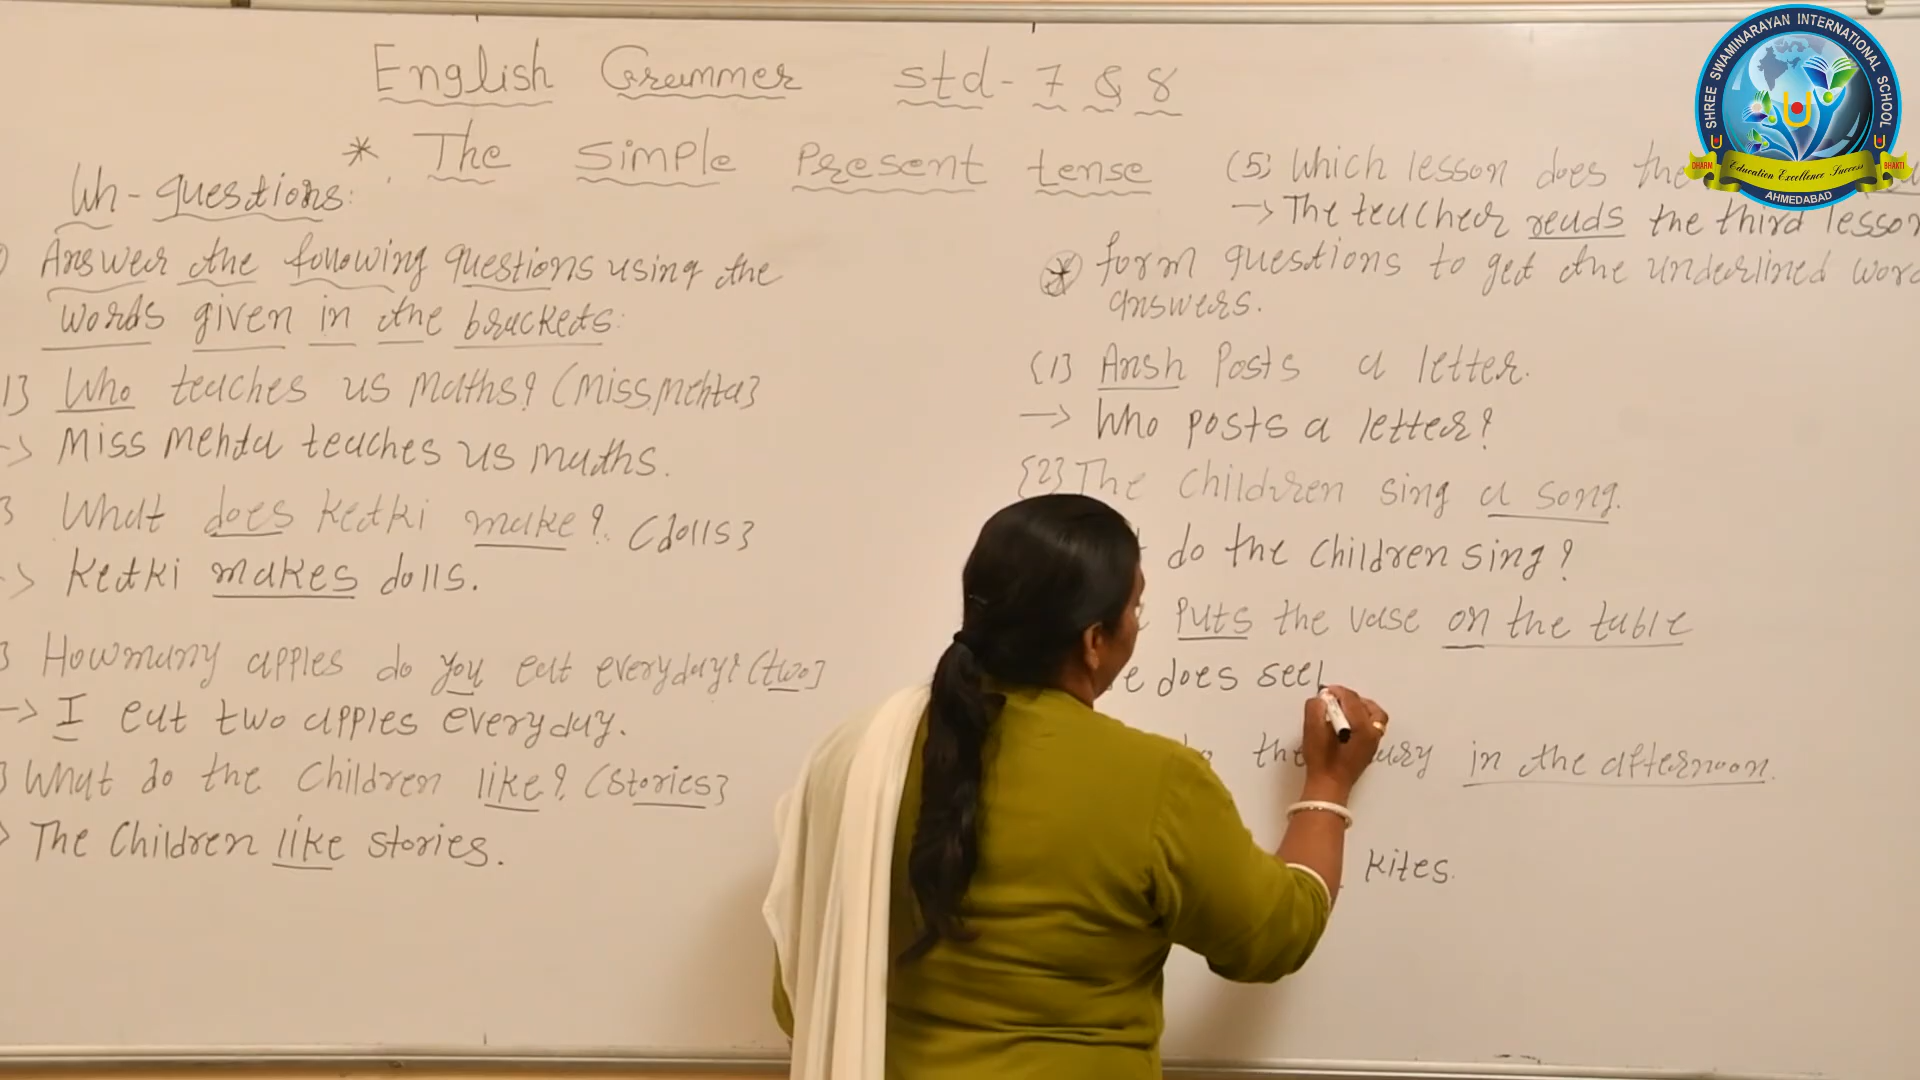 English Grammer std-7 & 8
* The Simple Present tense
Wh-questions:
Answer the following questions using the
words given in the brackets:
1} Who teaches us maths? (miss mehta}
-> Miss mehta teaches us maths.
} What does ketki make? (dolls}
-> ketki makes dolls.
} How many apples do you eat everyday? (two}
-> I eat two apples everyday.
} What do the Children like? (stories}
-> The Children like stories.
(5) Which lesson does the
-> The teacher reads the third lesson
* form questions to get the underlined word
answers.
{1} Ansh Posts a letter.
-> Who posts a letter?
{2} The Children sing a song.
do the Children sing?
Puts the vase on the table
does see
the in the afternoon.
kites.
SHREE SWAMINARAYAN INTERNATIONAL SCHOOL
DHARM
Education Excellence Success
BHAKTI
AHMEDABAD